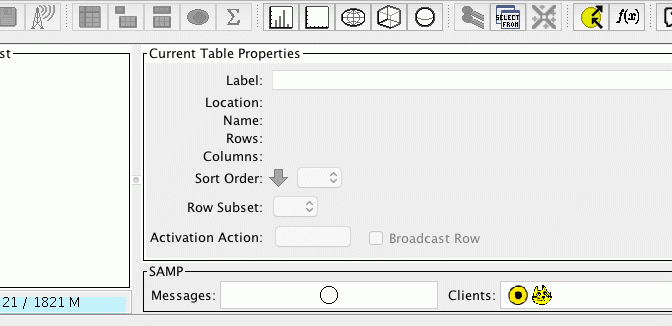 Σ
SELECT
FROM
f(x)
st
Current Table Properties
Label:
Location:
Name:
Rows:
Columns:
Sort Order:
Row Subset:
Activation Action:
Broadcast Row
SAMP
21 / 1821 M
Messages:
Clients: